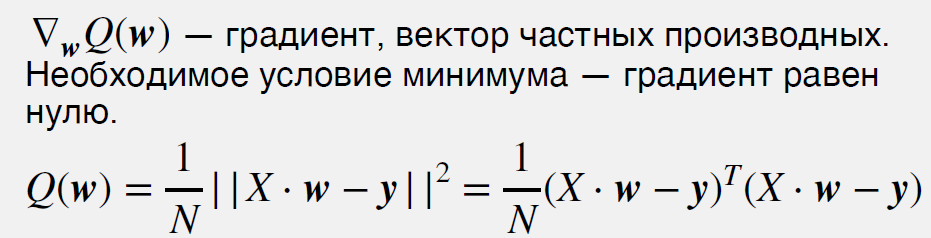 ∇_w Q(w) — градиент, вектор частных производных.
Необходимое условие минимума — градиент равен
нулю.
Q(w) = 1/N ||X · w − y||² = 1/N (X · w − y)ᵀ(X · w − y)